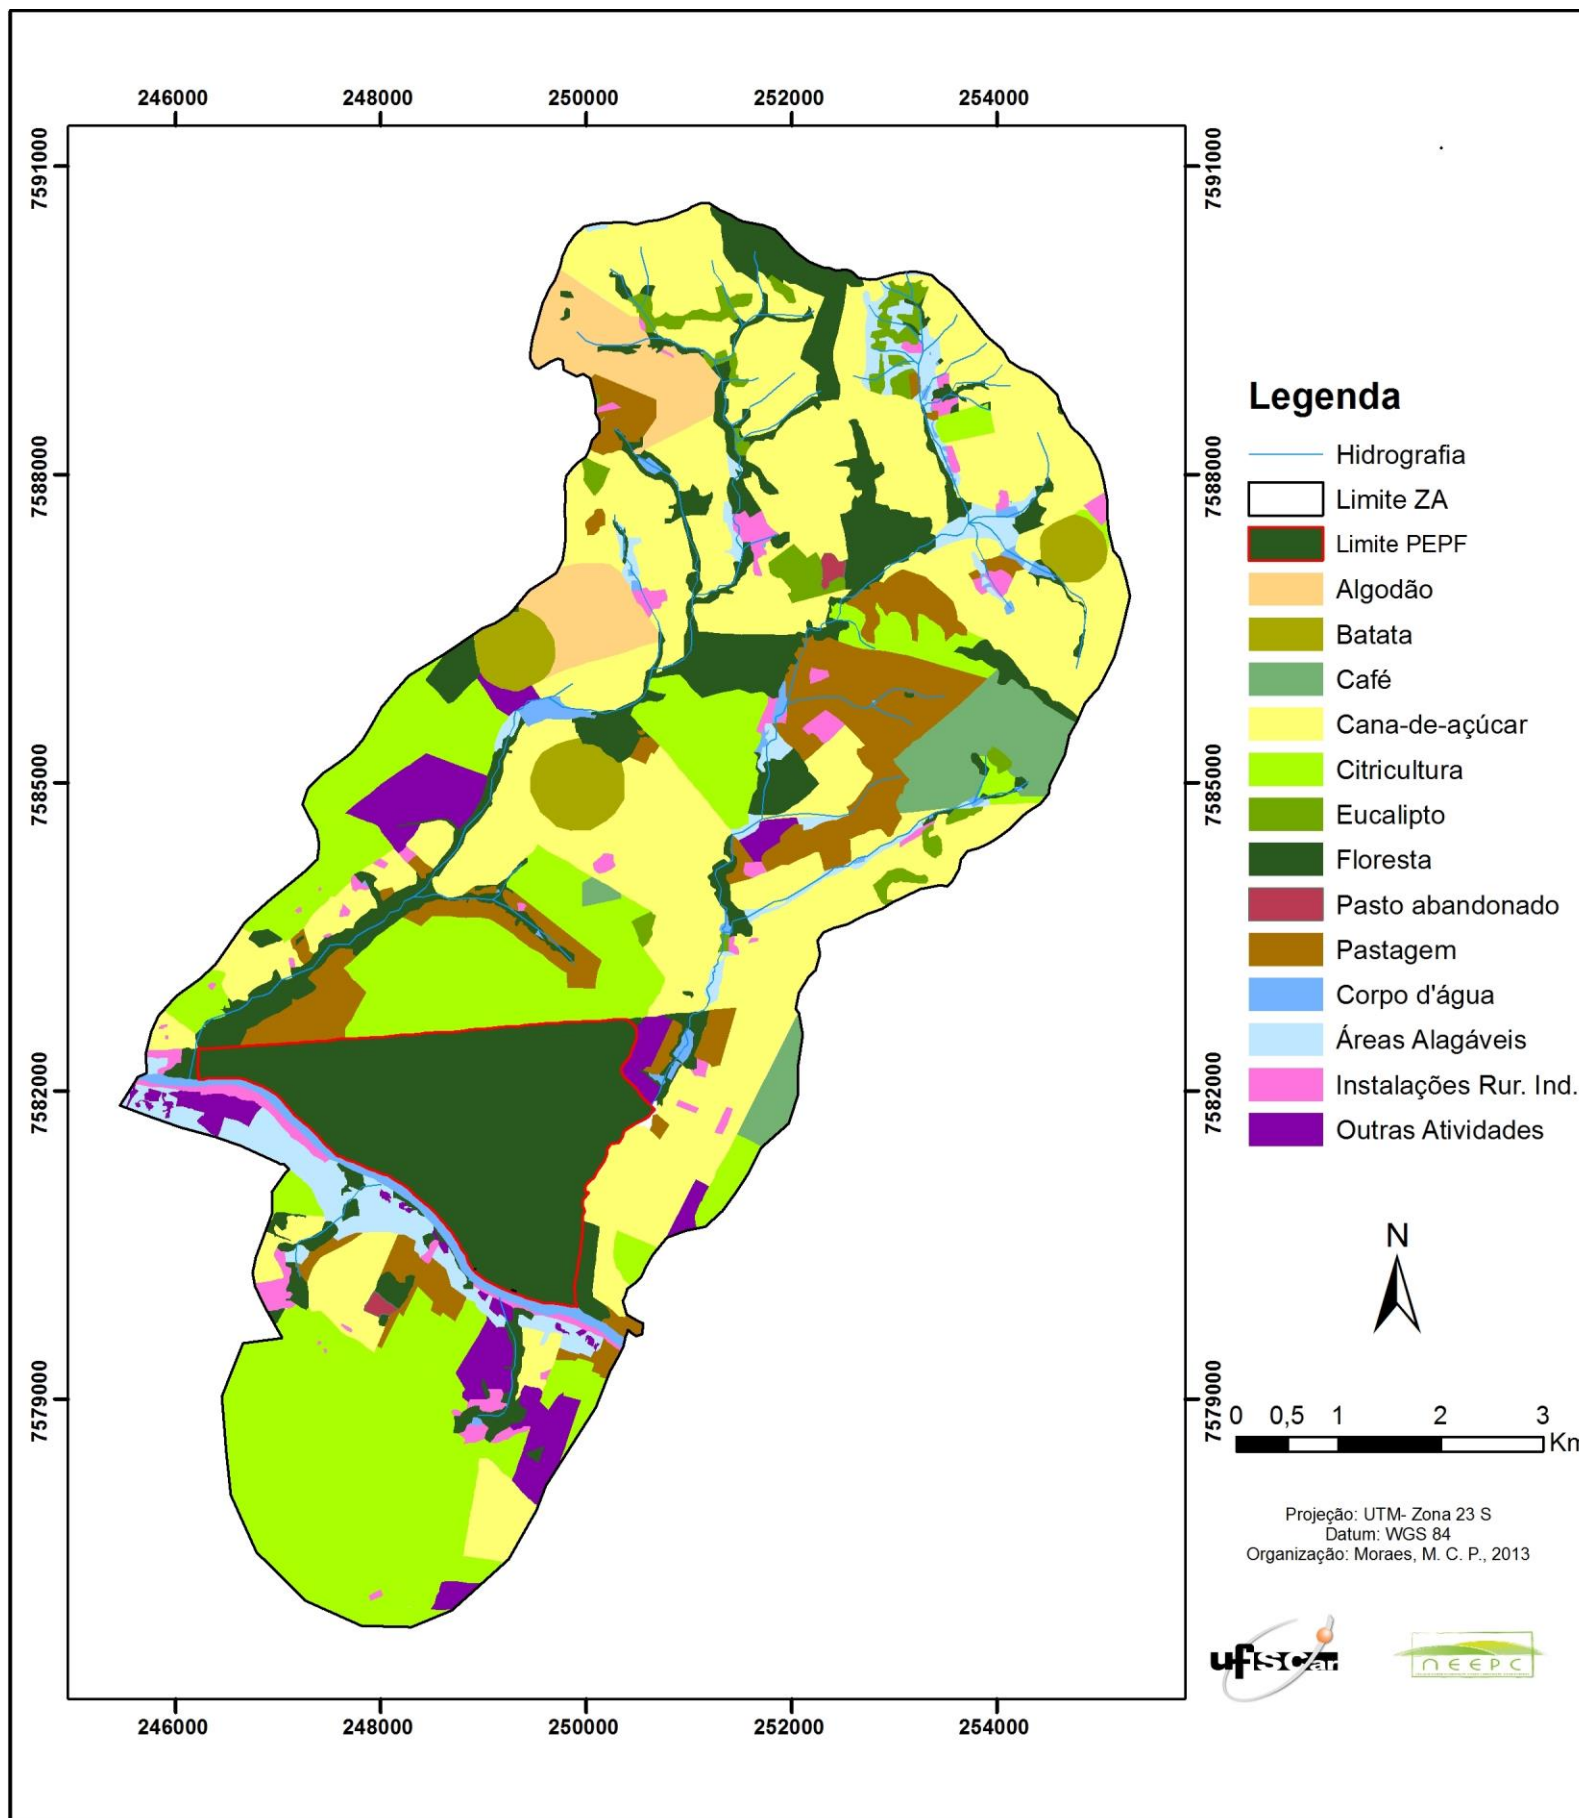 246000 248000 250000 252000 254000
7591000 7591000
7588000 7588000
7585000 7585000
7582000 7582000
7579000 7579000
Legenda
Hidrografia
Limite ZA
Limite PEPF
Algodão
Batata
Café
Cana-de-açúcar
Citricultura
Eucalipto
Floresta
Pasto abandonado
Pastagem
Corpo d'água
Áreas Alagáveis
Instalações Rur. Ind.
Outras Atividades
N
0 0,5 1 2 3
Km
Projeção: UTM- Zona 23 S
Datum: WGS 84
Organização: Moraes, M. C. P., 2013
ufscar
neepc
246000 248000 250000 252000 254000